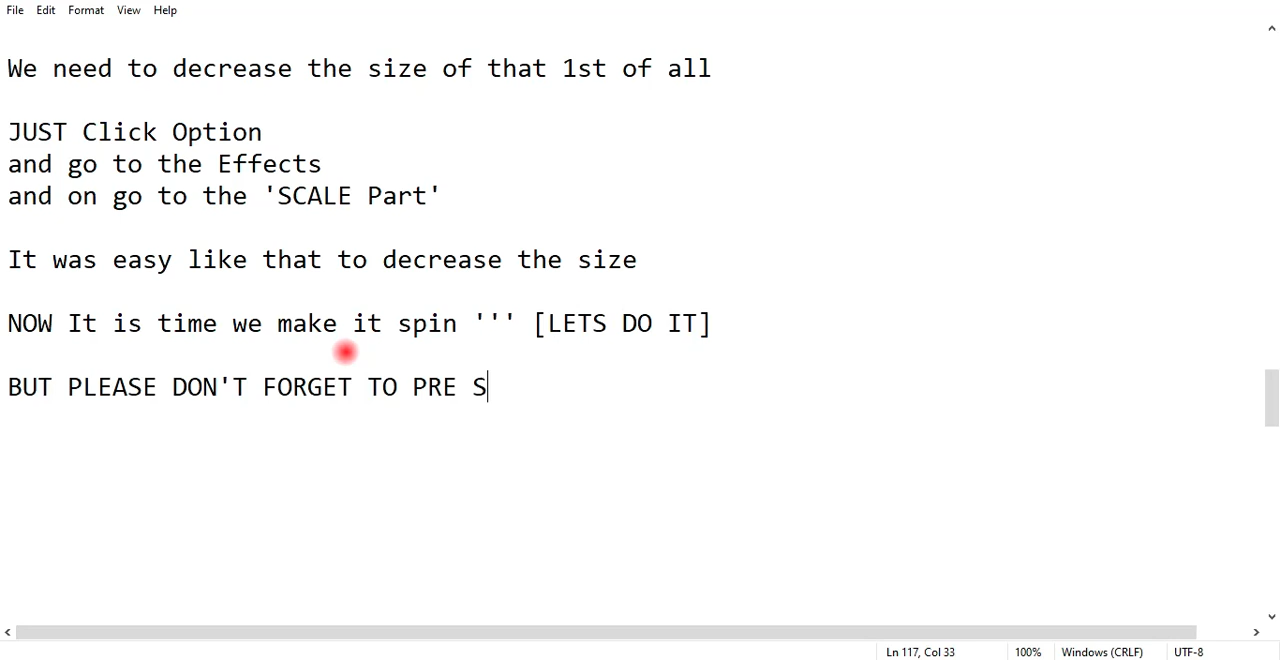 File Edit Format View Help
We need to decrease the size of that 1st of all
JUST Click Option
and go to the Effects
and on go to the 'SCALE Part'
It was easy like that to decrease the size
NOW It is time we make it spin ''' [LETS DO IT]
BUT PLEASE DON'T FORGET TO PRE S
Ln 117, Col 33 100% Windows (CRLF) UTF-8